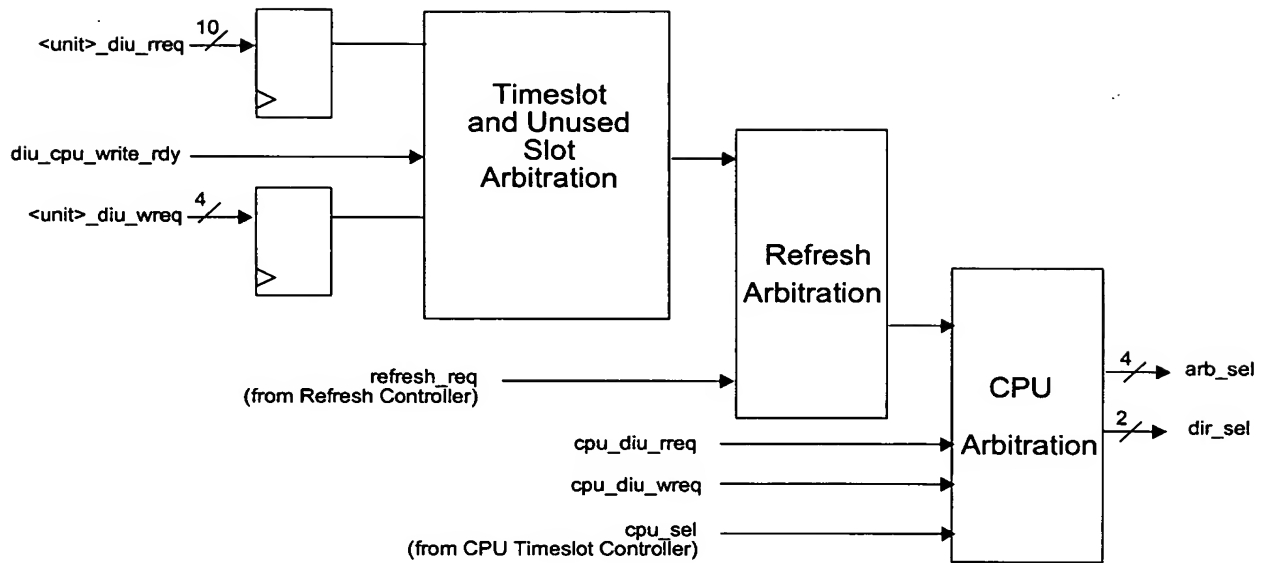 10
<unit>_diu_rreq
Timeslot
and Unused
Slot
Arbitration
diu_cpu_write_rdy
4
<unit>_diu_wreq
Refresh
Arbitration
refresh_req
(from Refresh Controller)
CPU
Arbitration
4
arb_sel
2
dir_sel
cpu_diu_rreq
cpu_diu_wreq
cpu_sel
(from CPU Timeslot Controller)